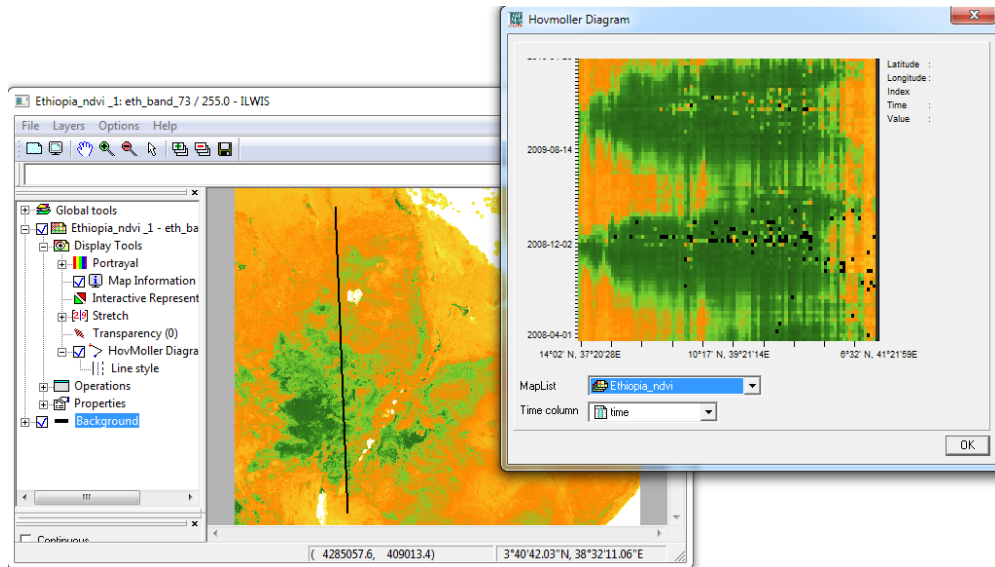 Hovmoller Diagram
Latitude :
Longitude :
Index
Time :
Value :
2009-08-14
2008-12-02
2008-04-01
14°02' N, 37°20'28E 10°17' N, 39°21'14E 6°32' N, 41°21'59E
MapList Ethiopia_ndvi
Time column time
OK
Ethiopia_ndvi _1: eth_band_73 / 255.0 - ILWIS
File Layers Options Help
Global tools
Ethiopia_ndvi _1 - eth_ba
Display Tools
Portrayal
Map Information
Interactive Represent
Stretch
Transparency (0)
HovMoller Diagra
Line style
Operations
Properties
Background
Continuous
( 4285057.6, 409013.4) 3°40'42.03"N, 38°32'11.06"E